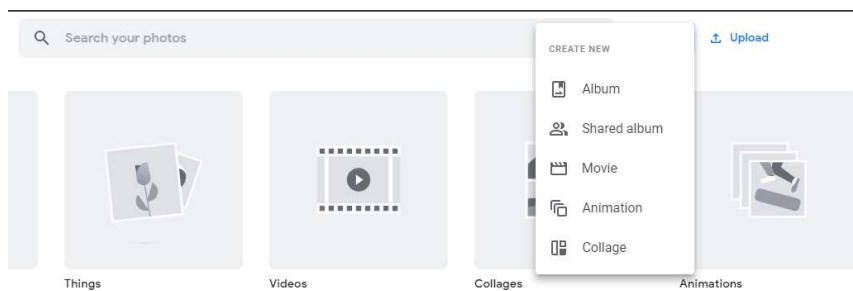 Search your photos
CREATE NEW
Upload
Album
Shared album
Movie
Animation
Collage
Things
Videos
Collages
Animations